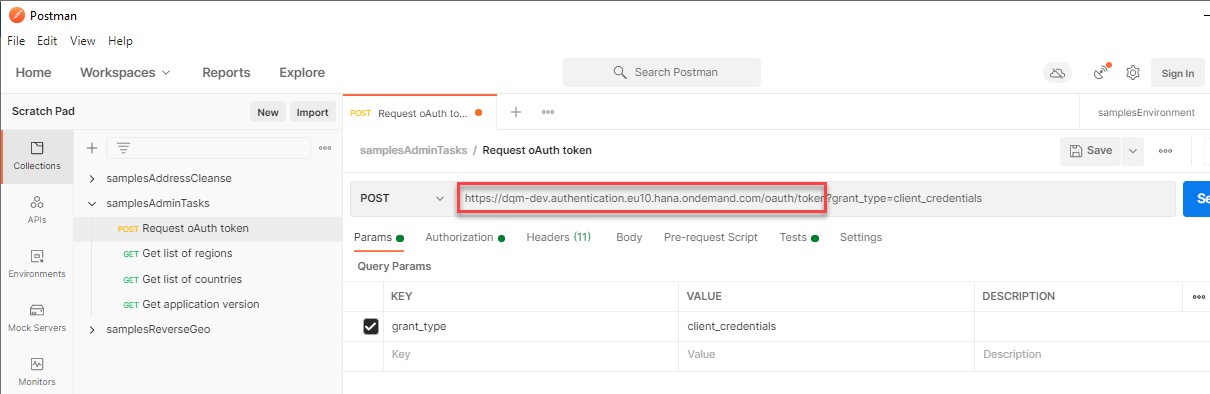 Postman
File Edit View Help
Home Workspaces Reports Explore Search Postman Sign In
Scratch Pad New Import
POST Request oAuth to... samplesEnvironment
samplesAdminTasks / Request oAuth token Save
Collections
APIs
Environments
Mock Servers
Monitors
samplesAddressCleanse
samplesAdminTasks
POST Request oAuth token
GET Get list of regions
GET Get list of countries
GET Get application version
samplesReverseGeo
POST https://dqm-dev.authentication.eu10.hana.ondemand.com/oauth/token?grant_type=client_credentials Se
Params Authorization Headers (11) Body Pre-request Script Tests Settings
Query Params
KEY VALUE DESCRIPTION
grant_type client_credentials
Key Value Description